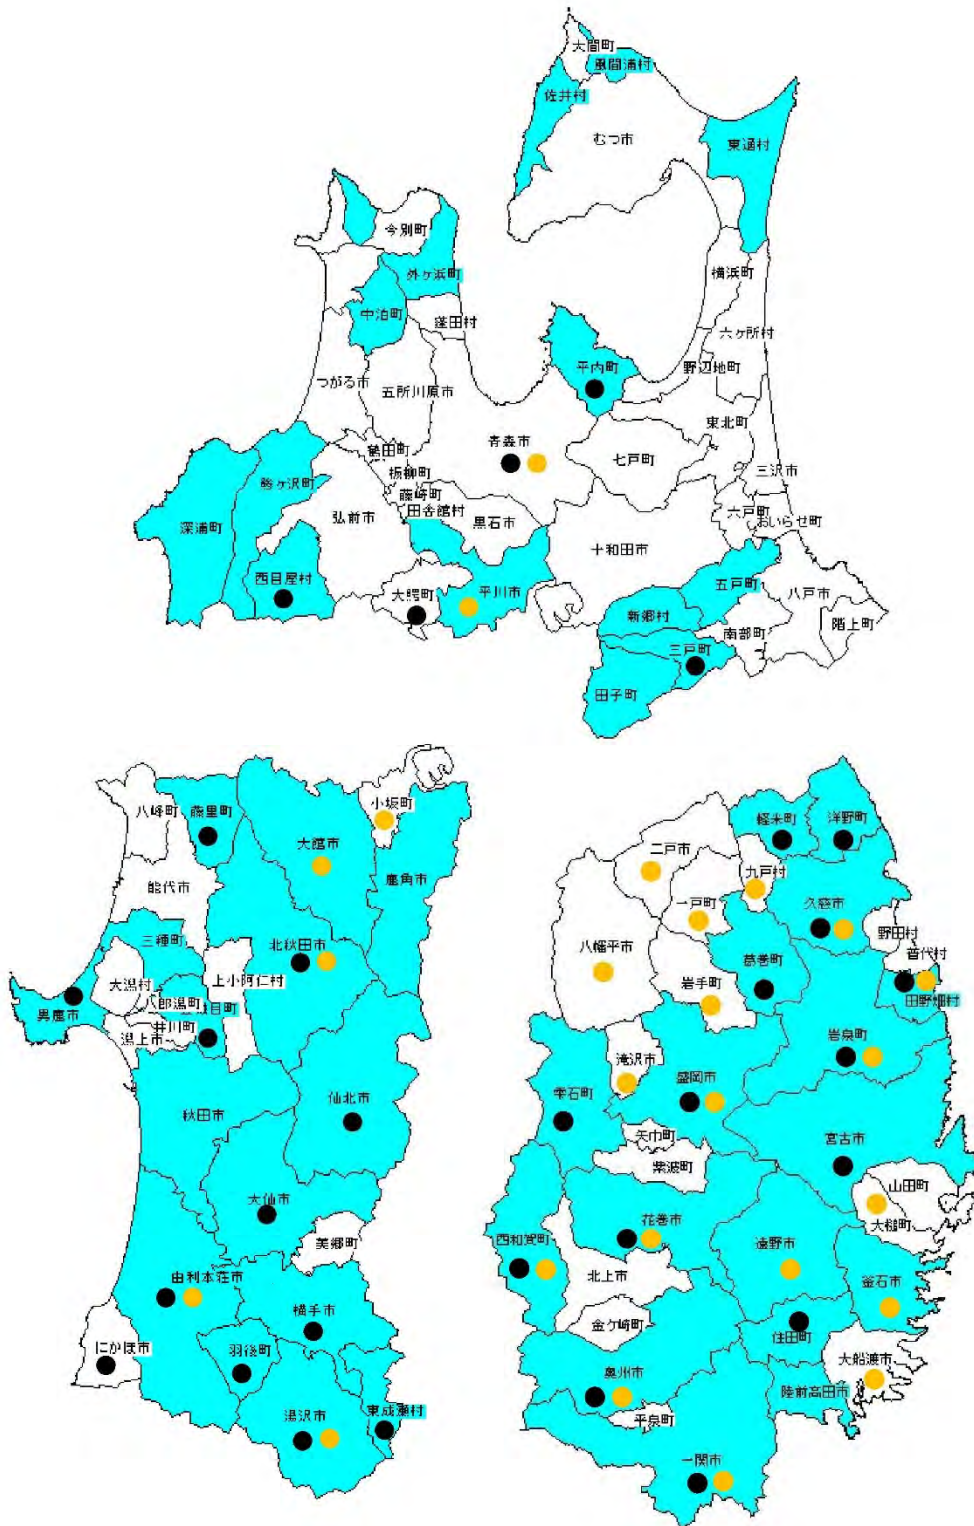 大間町
風間浦村
佐井村
むつ市
東通村
今別町
外ヶ浜町
横浜町
中泊町
蓬田村
六ヶ所村
平内町
野辺地町
つがる市
五所川原市
東北町
青森市
七戸町
鶴田町
板柳町
三沢市
鰺ヶ沢町
藤崎町
田舎館村
六戸町
おいらせ町
深浦町
弘前市
黒石市
十和田市
西目屋村
五戸町
八戸市
大鰐町
平川市
新郷村
南部町
階上町
三戸町
田子町
八峰町
藤里町
小坂町
大館市
鹿角市
能代市
三種町
北秋田市
上小阿仁村
大潟村
八郎潟町
男鹿市
井川町
潟上市
秋田市
仙北市
大仙市
美郷町
由利本荘市
横手市
にかほ市
羽後町
湯沢市
東成瀬村
軽米町
洋野町
二戸市
九戸村
一戸町
久慈市
野田村
八幡平市
葛巻町
普代村
岩手町
田野畑村
岩泉町
滝沢市
盛岡市
雫石町
矢巾町
宮古市
紫波町
山田町
大槌町
花巻市
西和賀町
遠野市
北上市
釜石市
金ケ崎町
住田町
大船渡市
奥州市
陸前高田市
平泉町
一関市